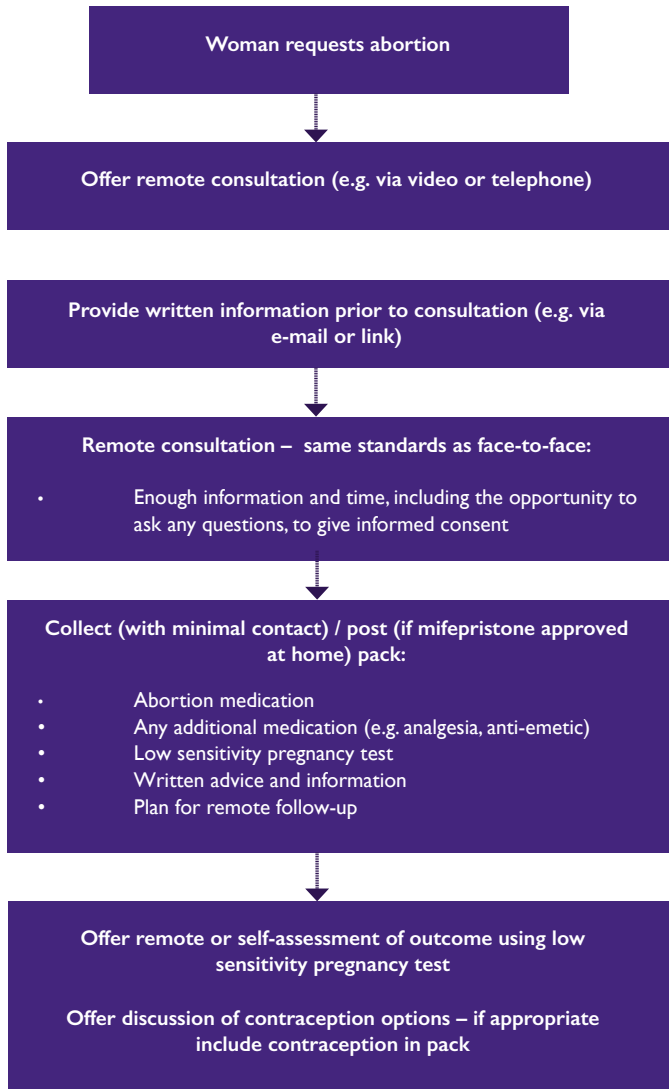 Woman requests abortion
Offer remote consultation (e.g. via video or telephone)
Provide written information prior to consultation (e.g. via
e-mail or link)
Remote consultation – same standards as face-to-face:
• Enough information and time, including the opportunity to
ask any questions, to give informed consent
Collect (with minimal contact) / post (if mifepristone approved
at home) pack:
• Abortion medication
• Any additional medication (e.g. analgesia, anti-emetic)
• Low sensitivity pregnancy test
• Written advice and information
• Plan for remote follow-up
Offer remote or self-assessment of outcome using low
sensitivity pregnancy test
Offer discussion of contraception options – if appropriate
include contraception in pack